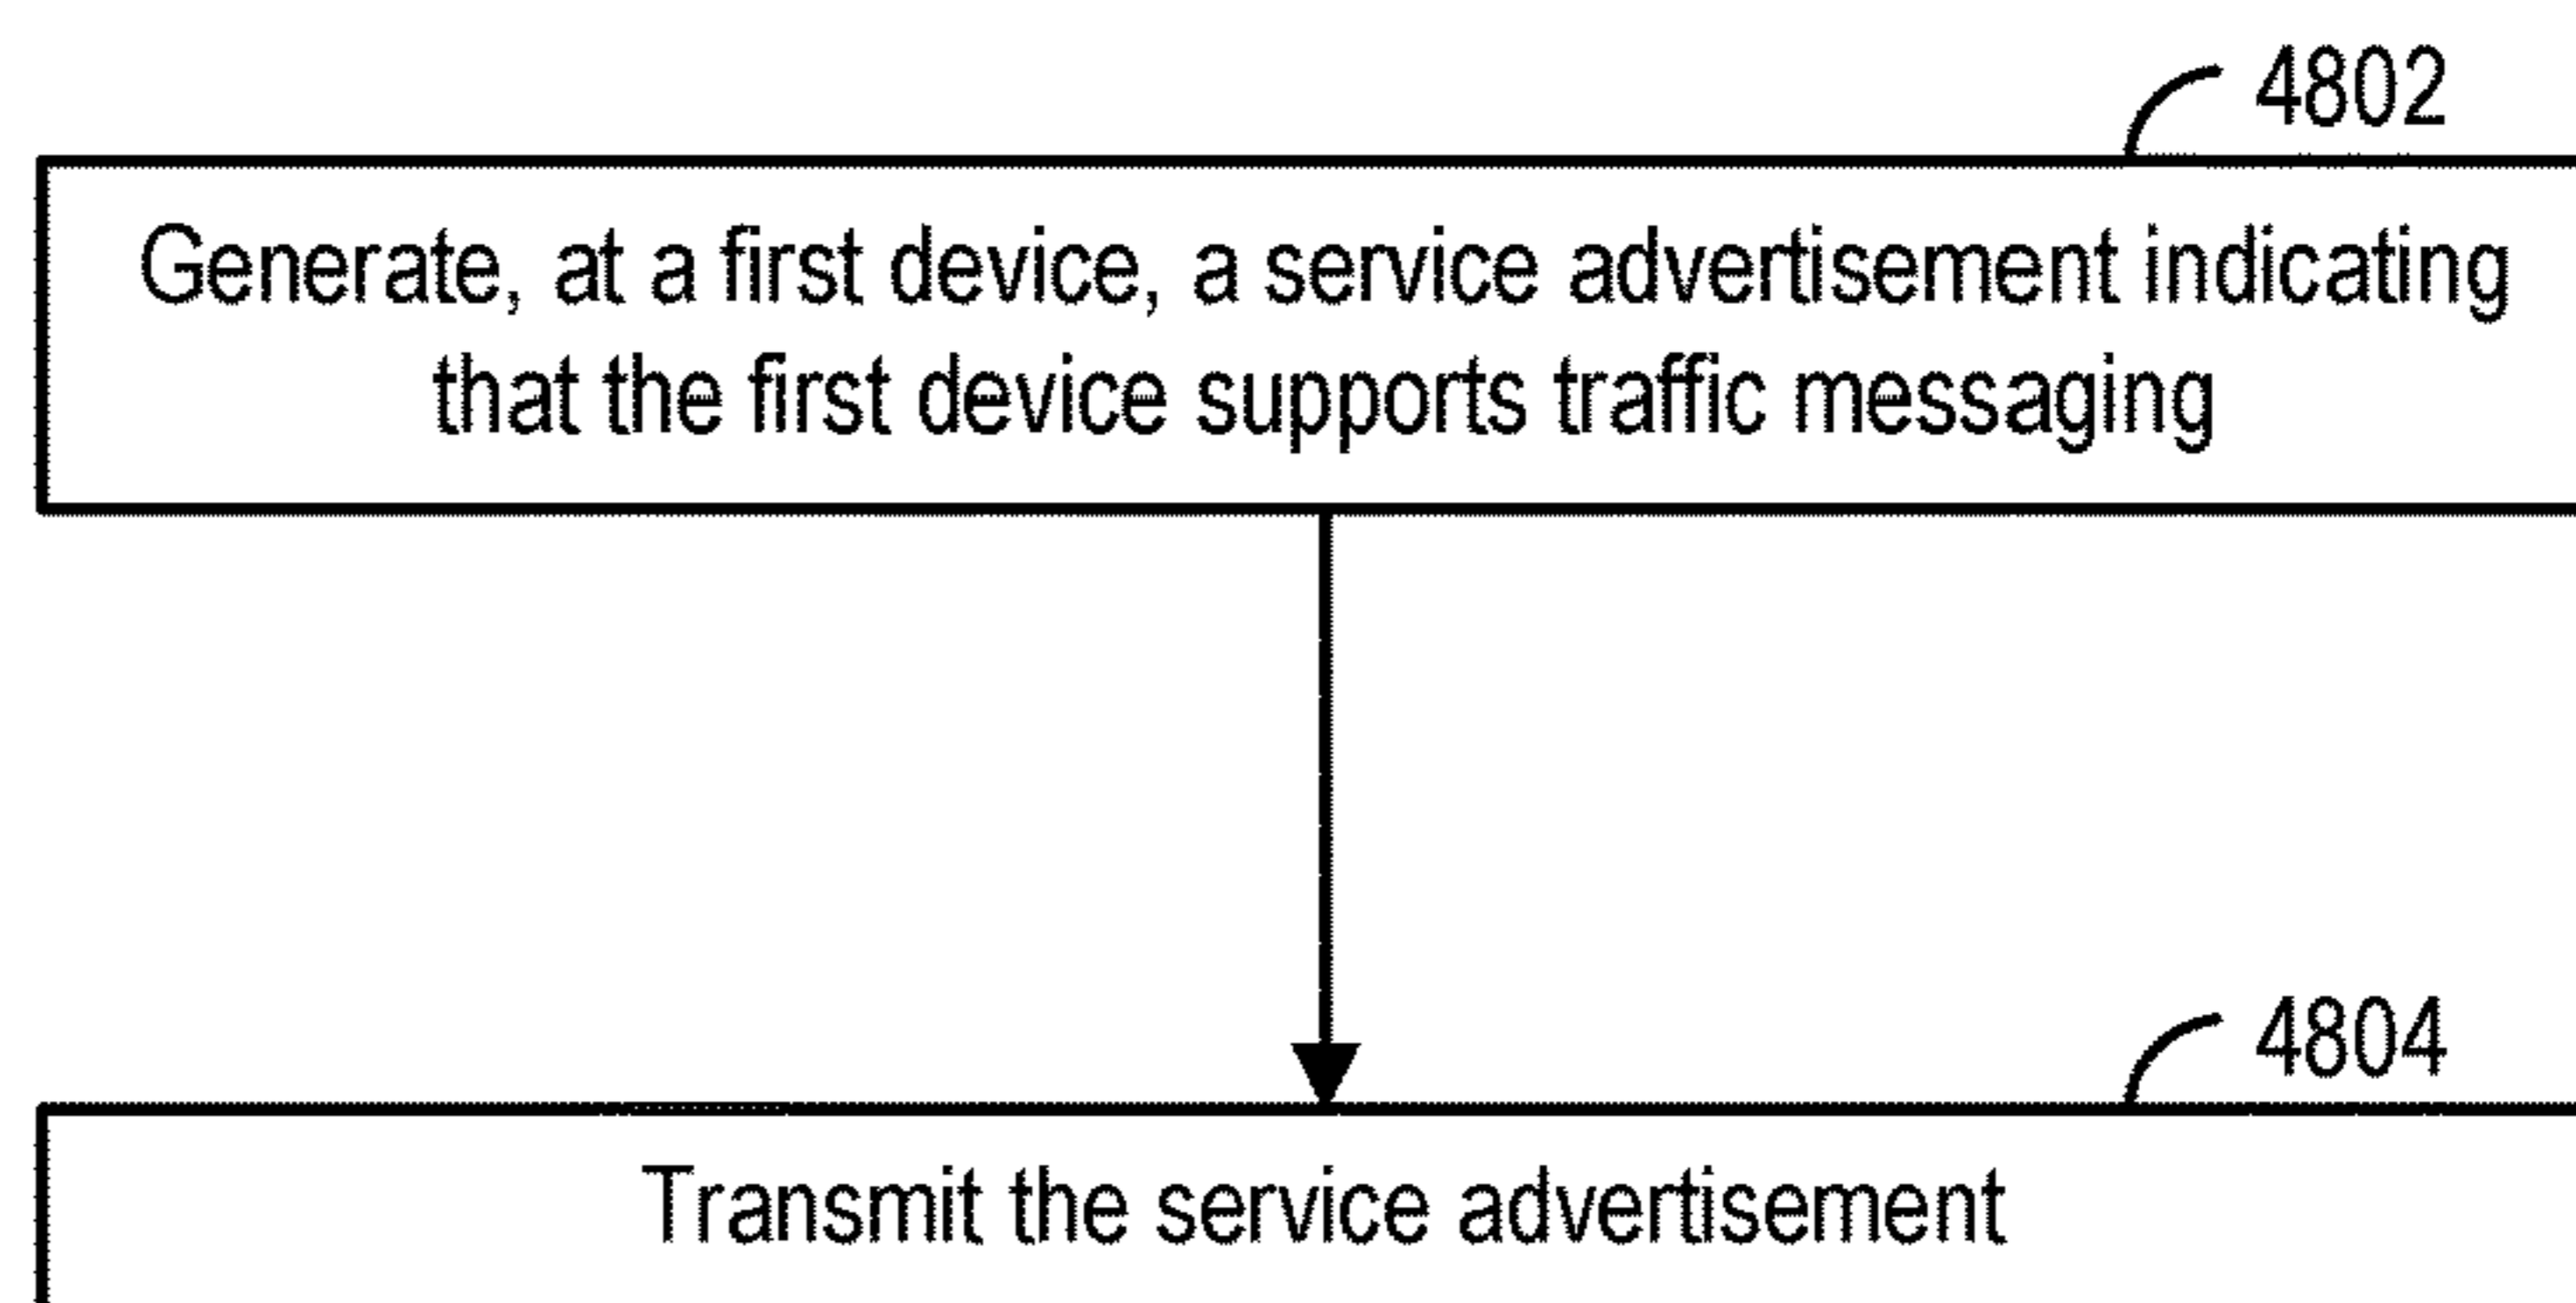 4802
Generate, at a first device, a service advertisement indicating
that the first device supports traffic messaging
4804
Transmit the service advertisement